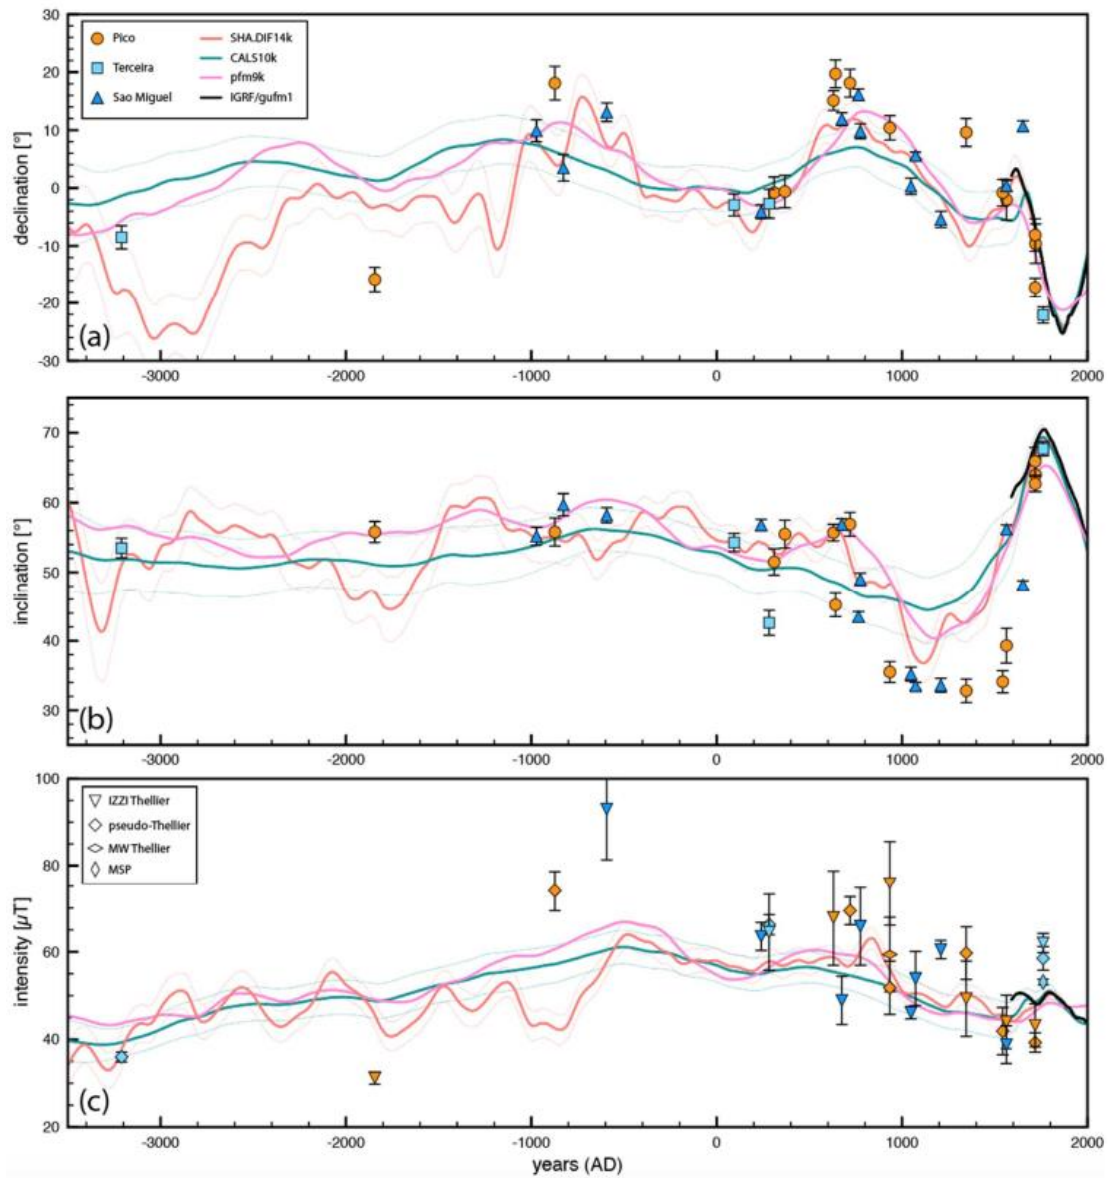 30
20
10
0
-10
-20
-30
declination [°]
Pico
Terceira
Sao Miguel
SHA.DIF14k
CALS10k
pfm9k
IGRF/gufm1
(a)
-3000 -2000 -1000 0 1000 2000
70
60
50
40
30
inclination [°]
(b)
-3000 -2000 -1000 0 1000 2000
100
80
60
40
20
intensity [μT]
IZZI Thellier
pseudo-Thellier
MW Thellier
MSP
(c)
-3000 -2000 -1000 0 1000 2000
years (AD)